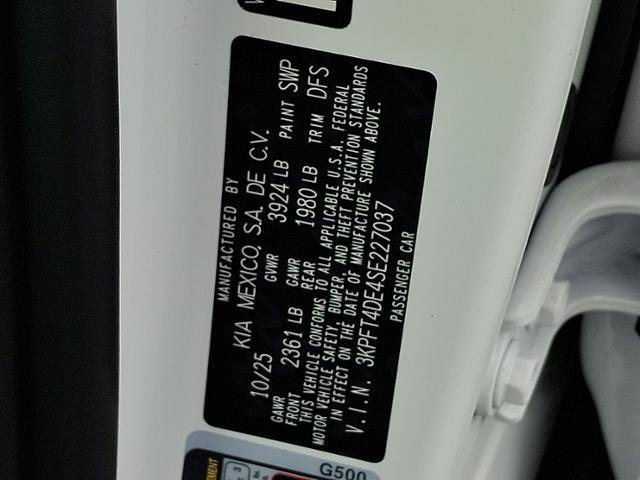 MANUFACTURED BY
KIA MEXICO, S.A. DE C.V.
10/25 GVWR 3924 LB PAINT SWP
GAWR FRONT 2361 LB GAWR REAR 1980 LB TRIM DFS
THIS VEHICLE CONFORMS TO ALL APPLICABLE U.S.A. FEDERAL
MOTOR VEHICLE SAFETY, BUMPER, AND THEFT PREVENTION STANDARDS
IN EFFECT ON THE DATE OF MANUFACTURE SHOWN ABOVE.
V.I.N. 3KPFT4DE4SE227037
PASSENGER CAR
G500